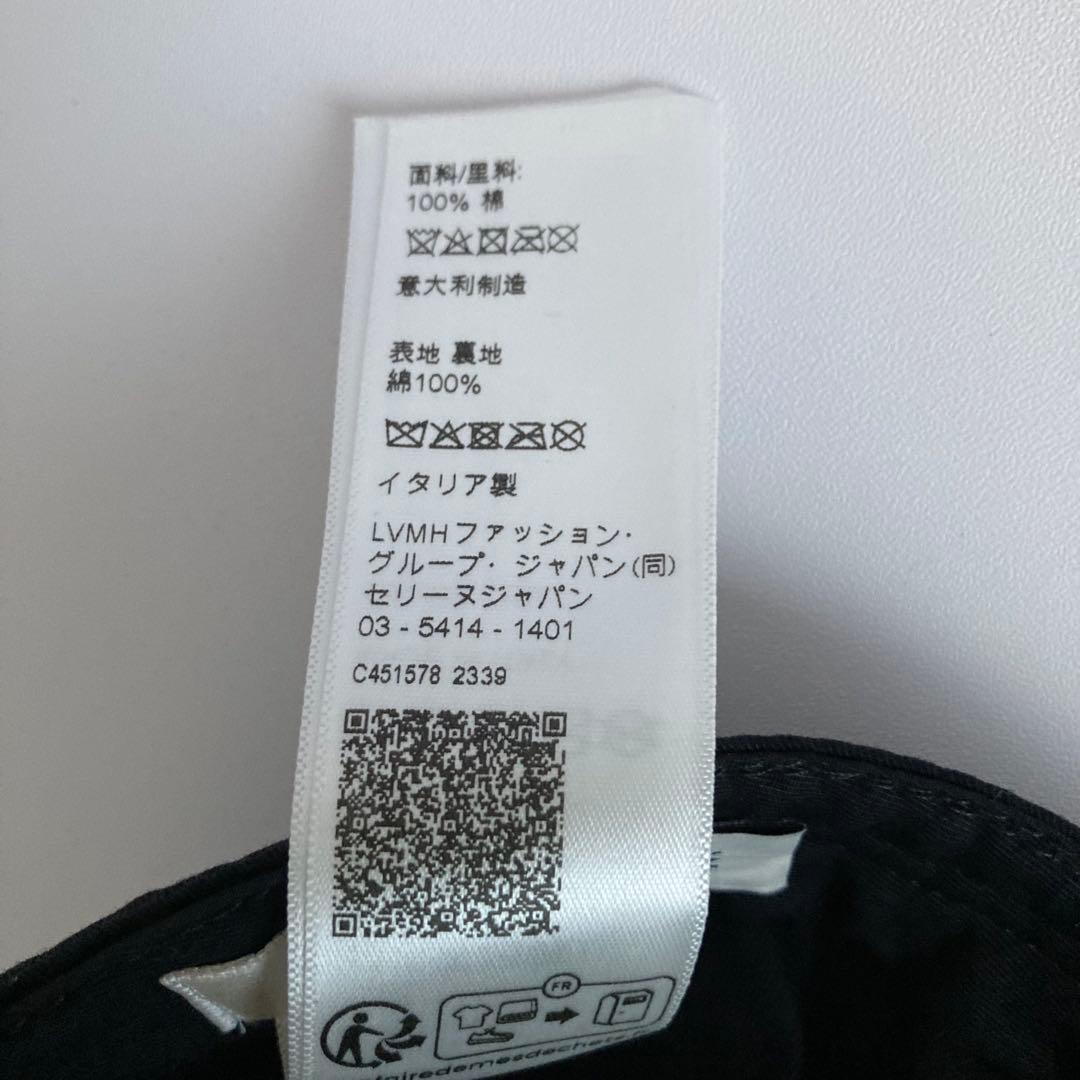 面料/里料:
100% 棉
意大利制造
表地 裏地
綿100%
イタリア製
LVMHファッション・
グループ・ジャパン(同)
セリーヌジャパン
03 - 5414 - 1401
C451578 2339
FR